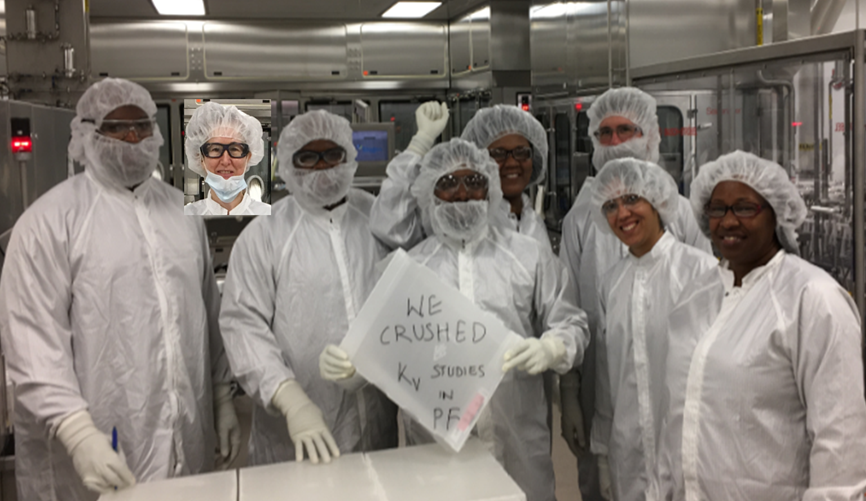 WE
CRUSHED
Kv STUDIES
IN
PF